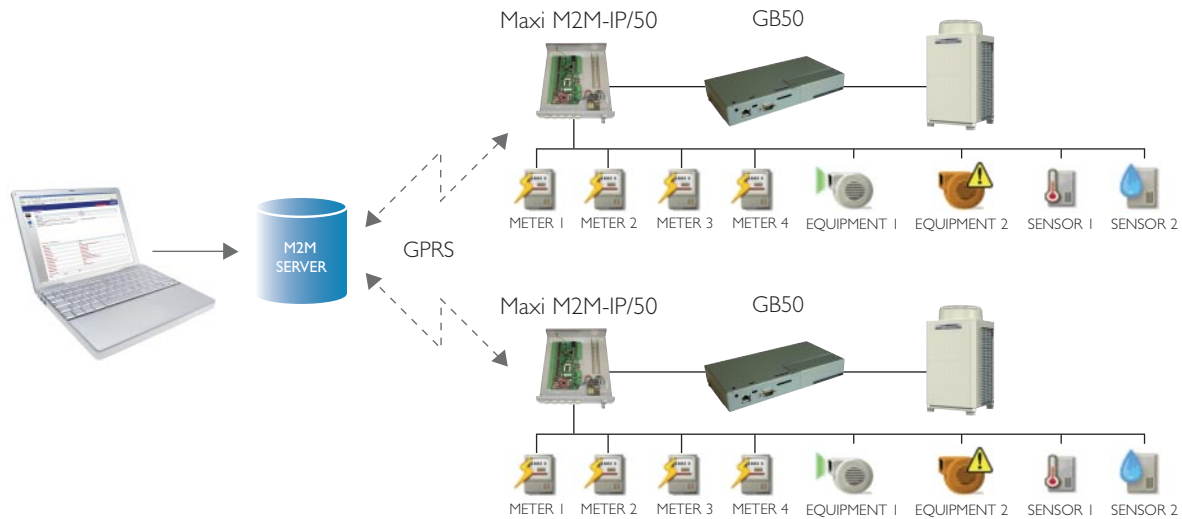 Maxi M2M-IP/50 GB50
METER 1 METER 2 METER 3 METER 4 EQUIPMENT 1 EQUIPMENT 2 SENSOR 1 SENSOR 2
M2M
SERVER
GPRS
Maxi M2M-IP/50 GB50
METER 1 METER 2 METER 3 METER 4 EQUIPMENT 1 EQUIPMENT 2 SENSOR 1 SENSOR 2